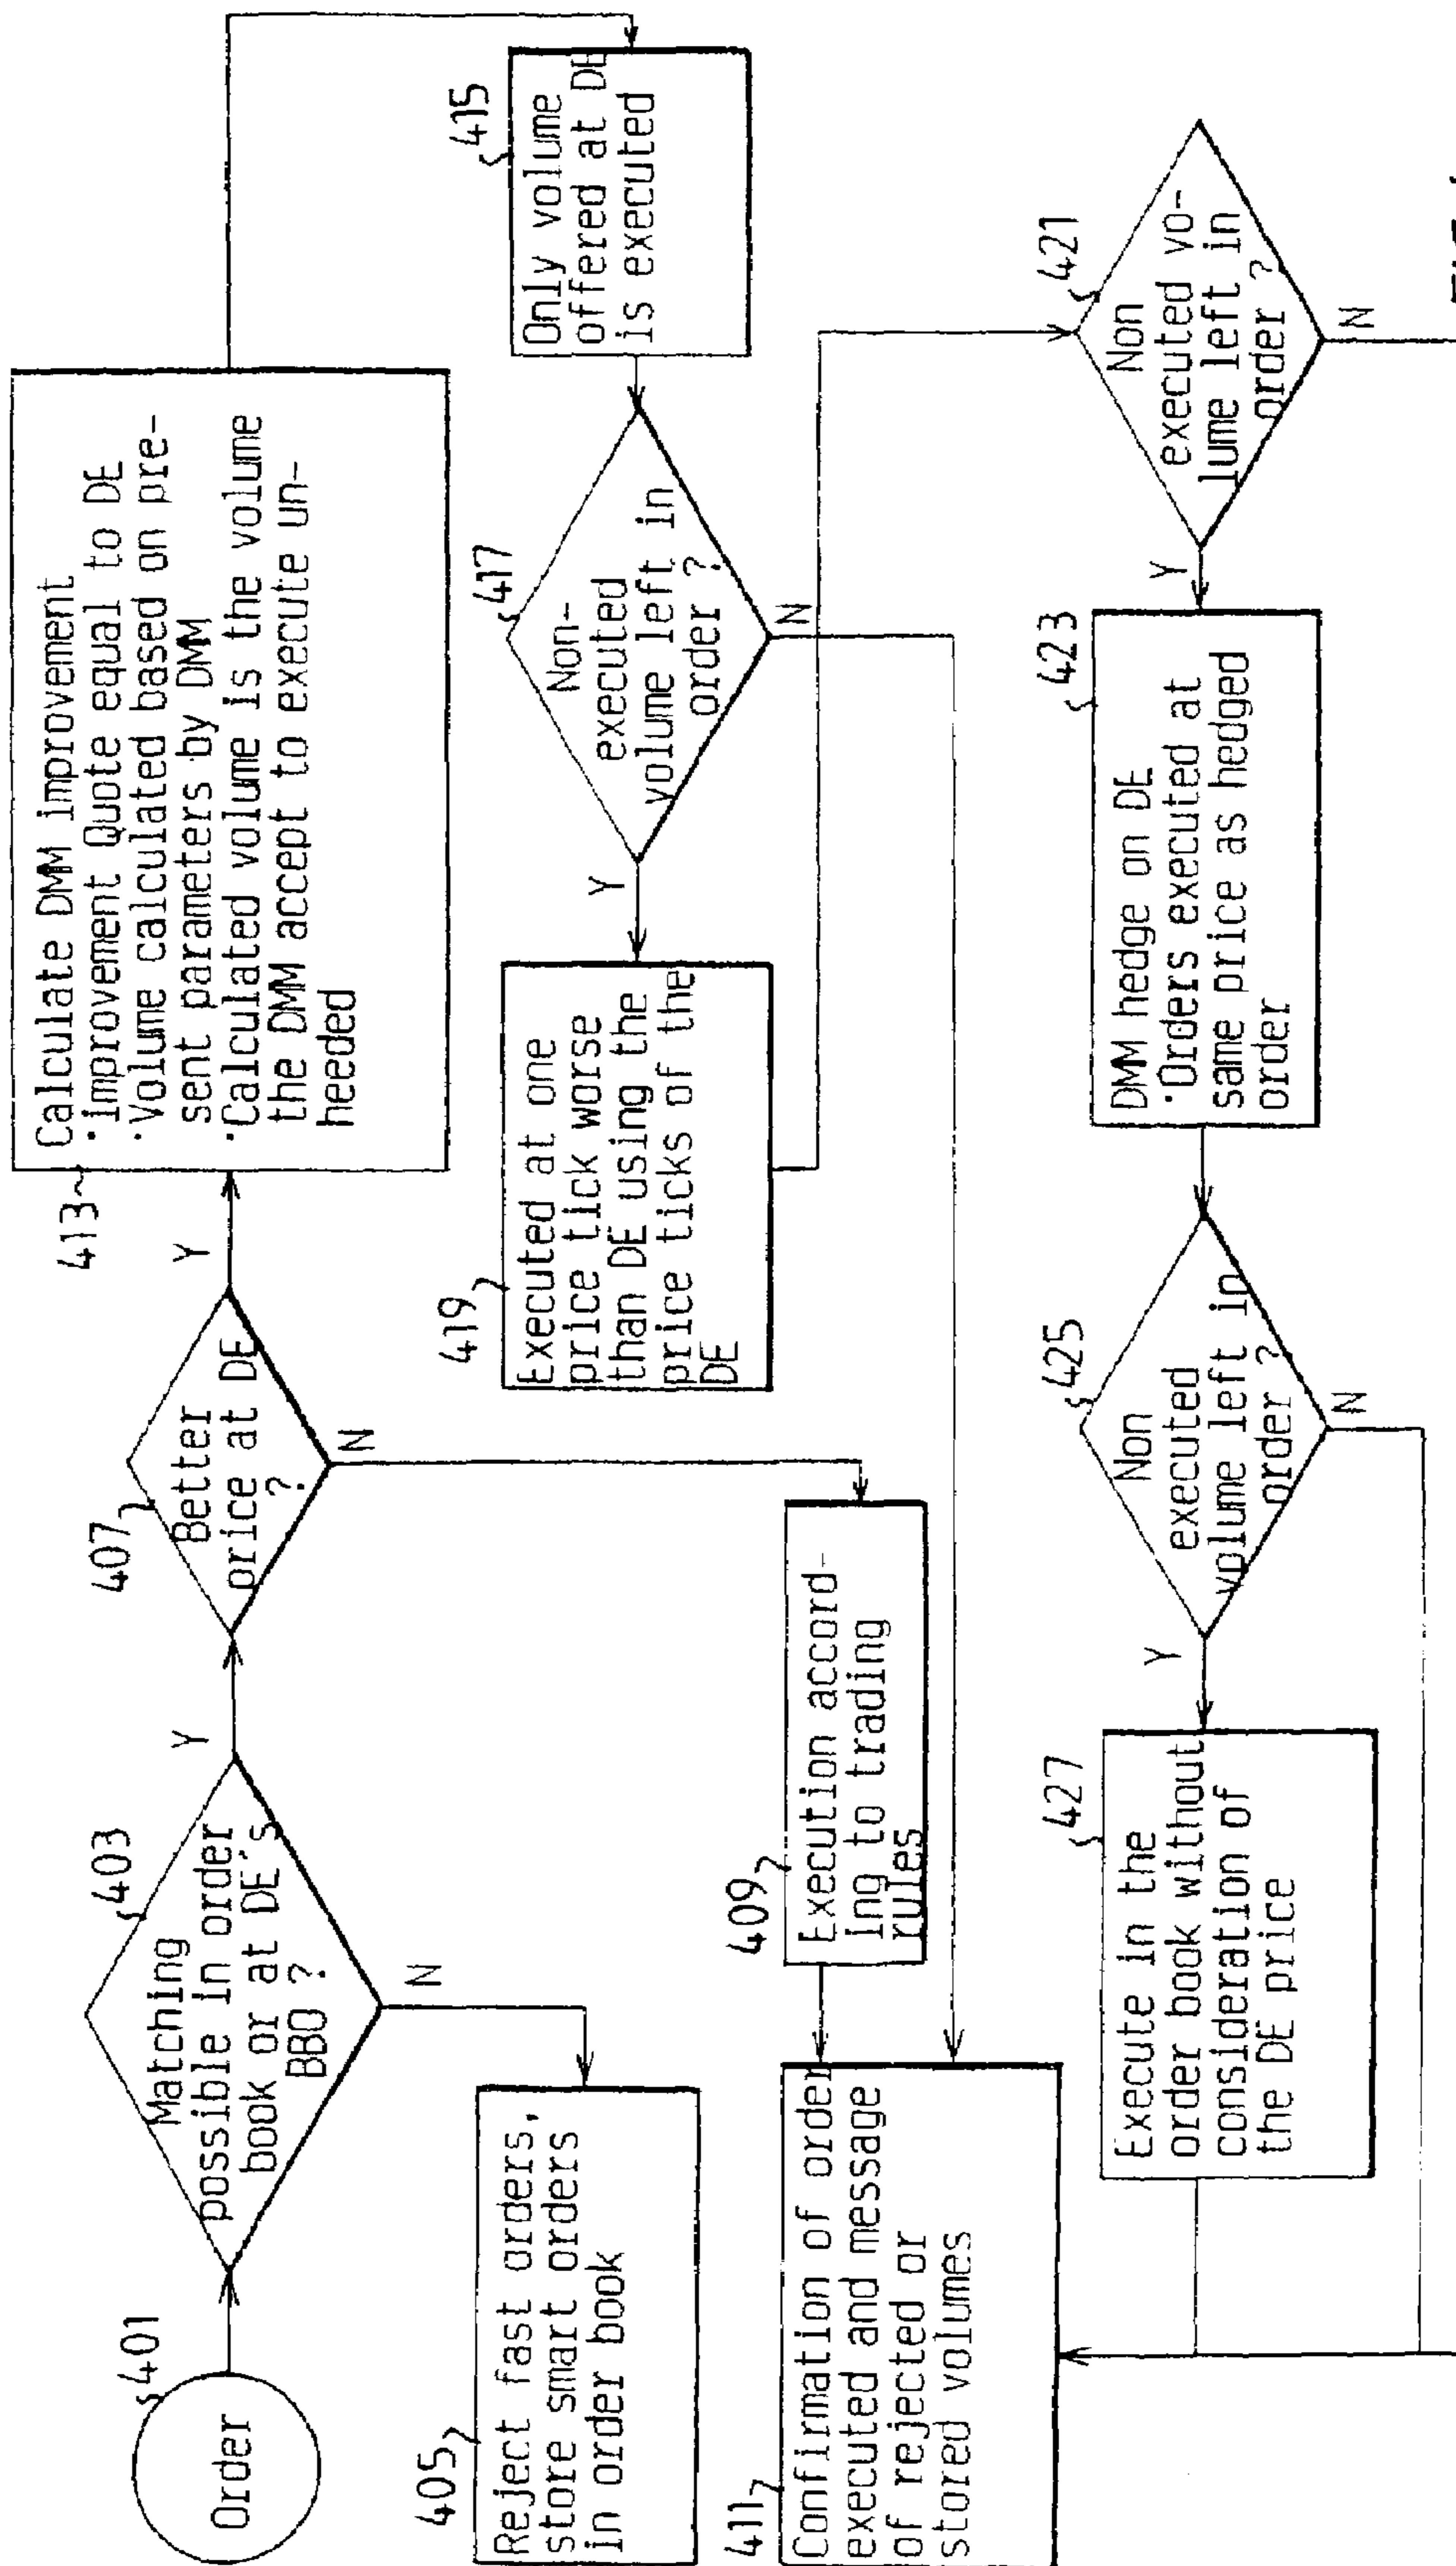 401
Order
403
Matching
possible in order
book or at DE's
BBO ?
Y
N
405
Reject fast orders,
store smart orders
in order book
407
Better
price at DE
?
Y
N
409
Execution accord-
ing to trading
rules
411
Confirmation of order
executed and message
of rejected or
stored volumes
413
Calculate DMM improvement
·improvement Quote equal to DE
·Volume calculated based on pre-
sent parameters by DMM
·Calculated volume is the volume
the DMM accept to execute un-
heeded
415
Only volume
offered at DE
is executed
417
Non-
executed
volume left in
order ?
Y
N
419
Executed at one
price tick worse
than DE using the
price ticks of the
DE
421
Non
executed vo-
lume left in
order ?
Y
N
423
DMM hedge on DE
·Orders executed at
same price as hedged
order
425
Non
executed
volume left in
order ?
Y
N
427
Execute in the
order book without
consideration of
the DE price